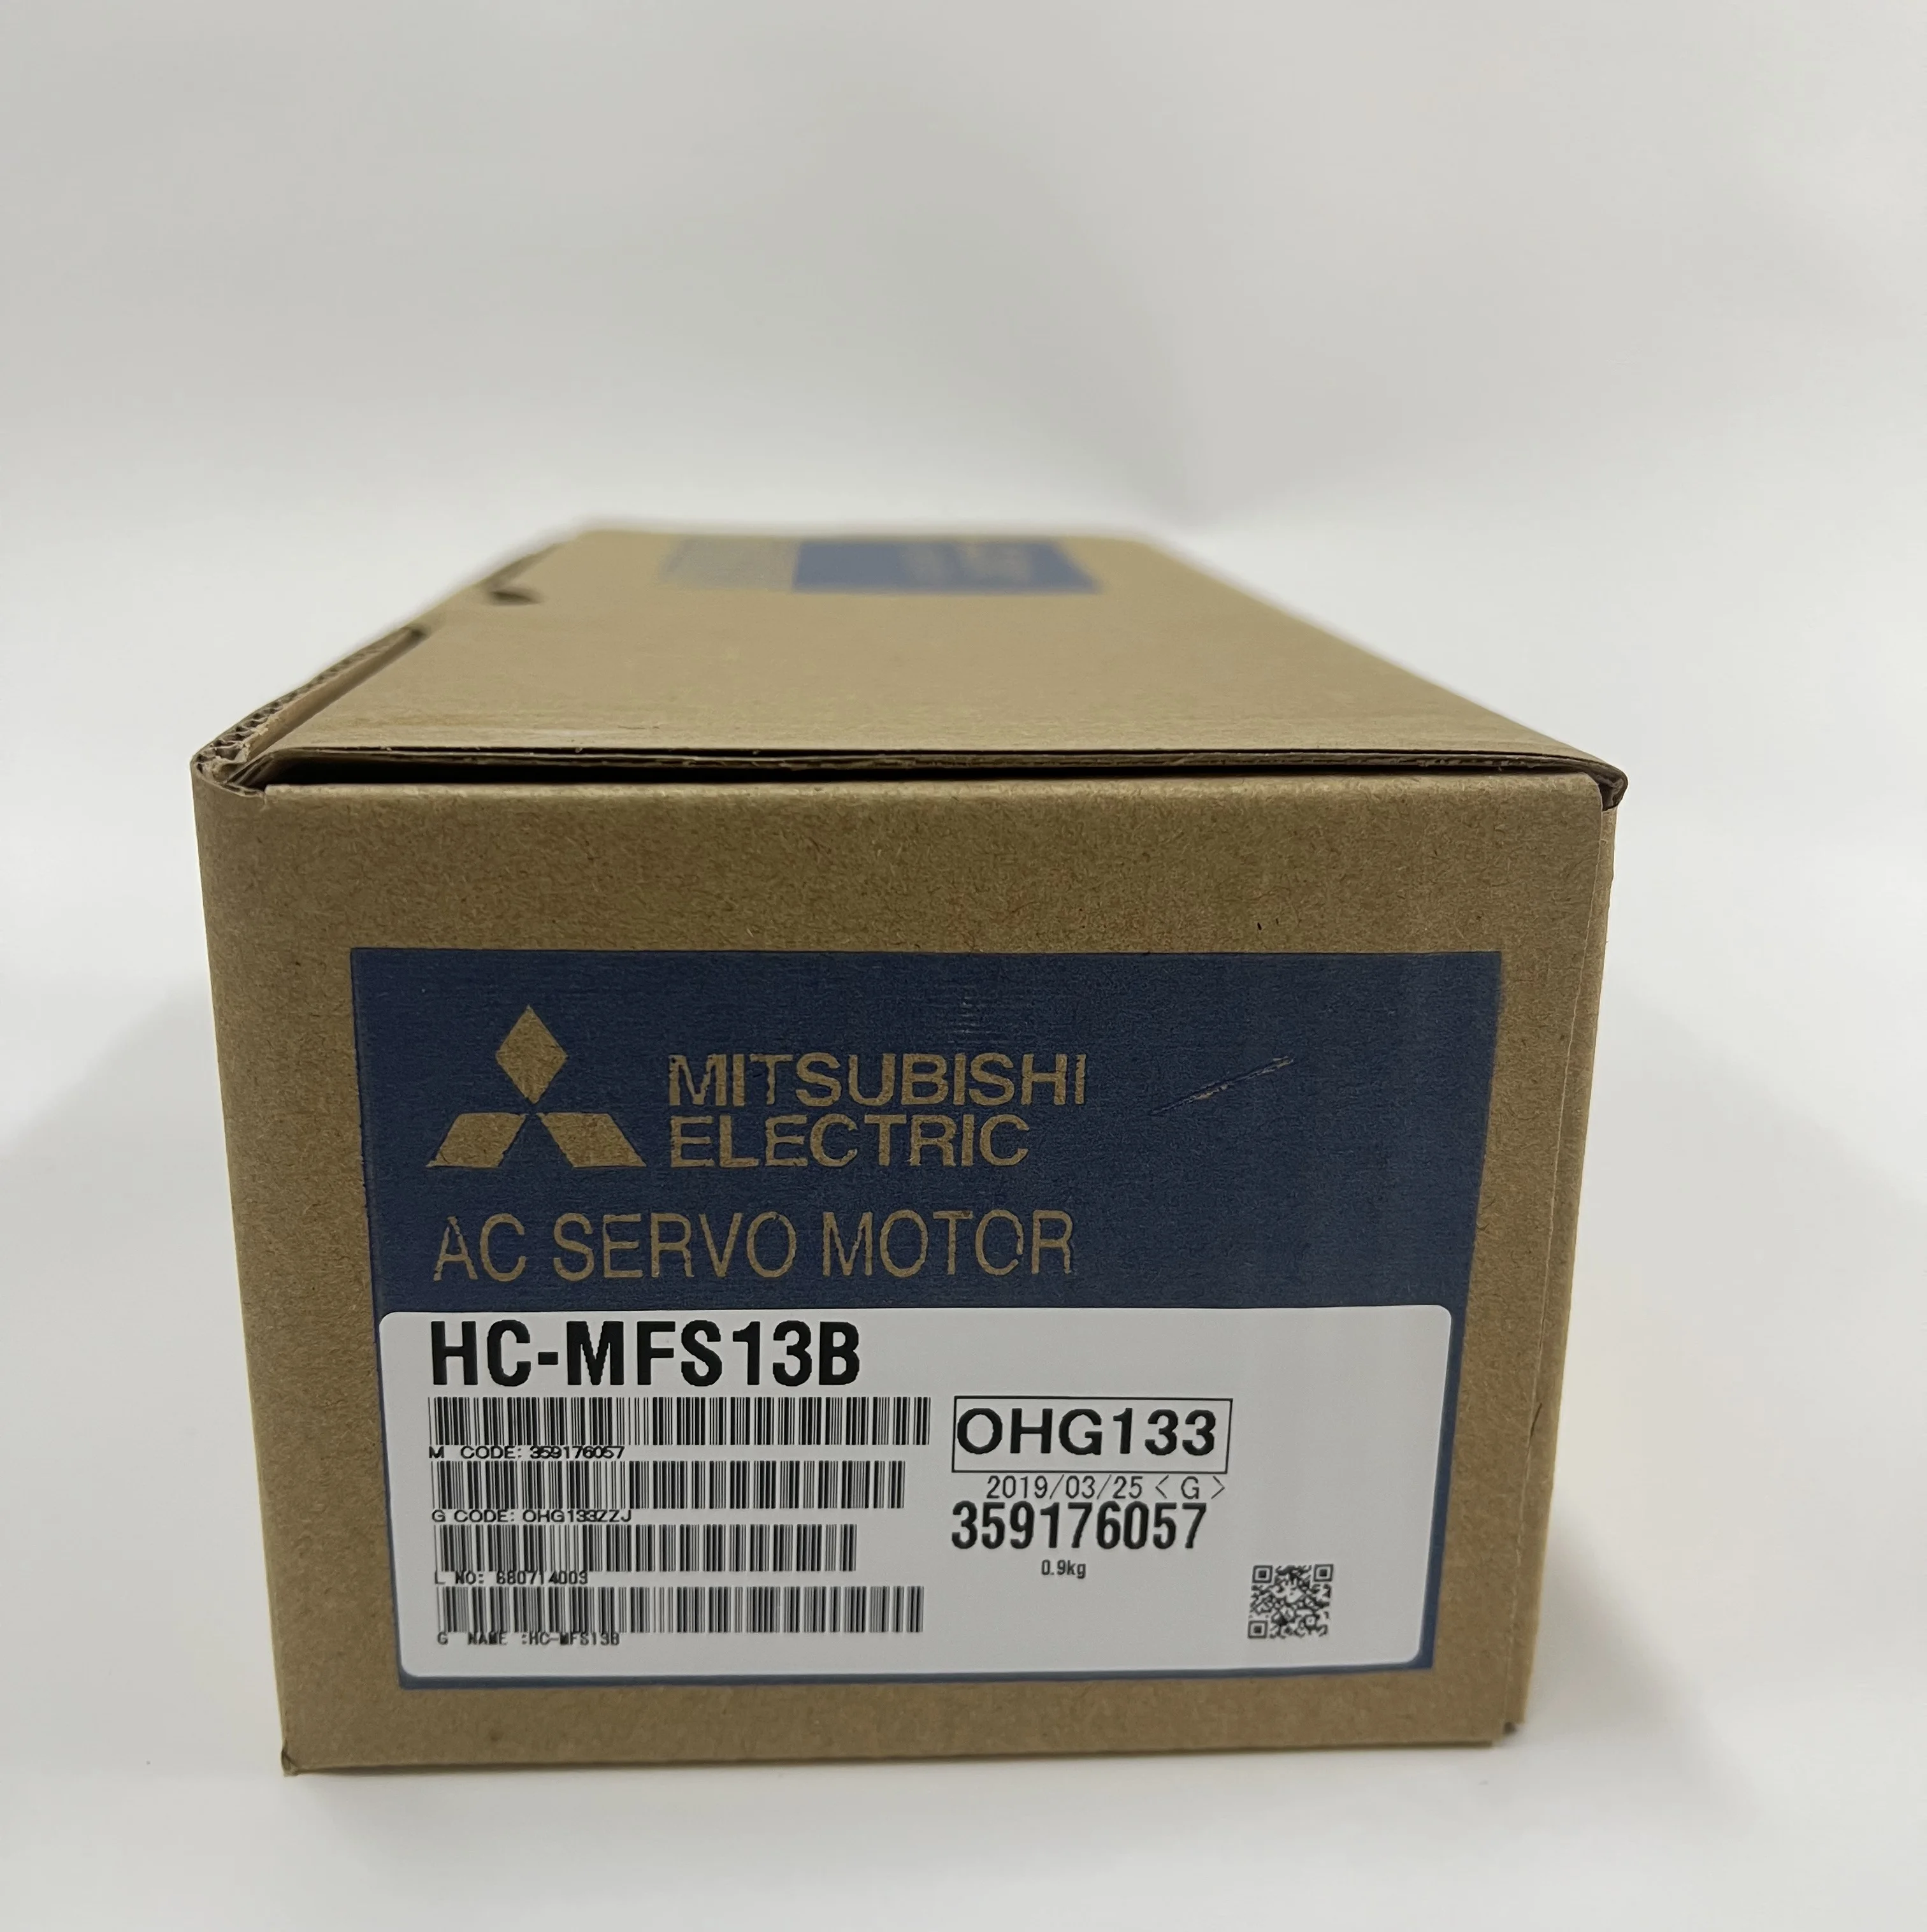 MITSUBISHI
ELECTRIC
AC SERVO MOTOR
HC-MFS13B
M CODE: 359176057
G CODE: OHG133ZZJ
L NO: 680714003
G NAME :HC-MFS13B
OHG133
2019/03/25 < G >
359176057
0.9kg